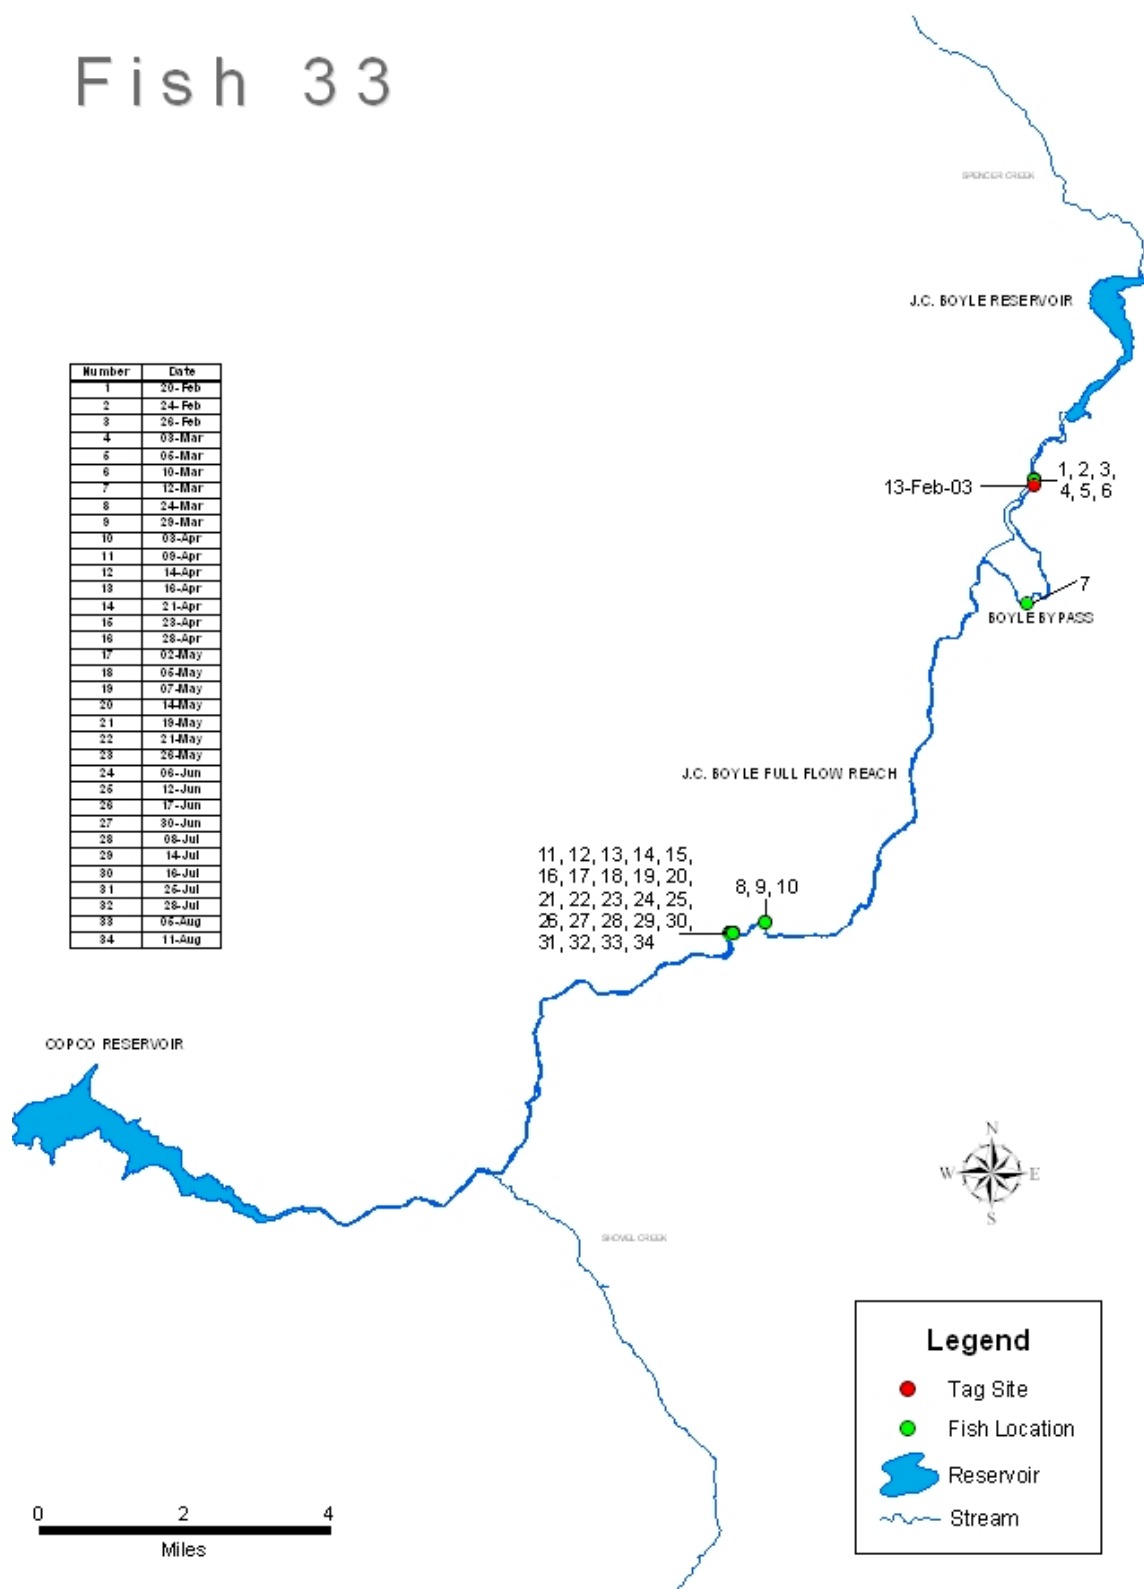 Fish 33
SPENCER CREEK
J.C. BOYLE RESERVOIR
Number Date
1 20-Feb
2 24-Feb
3 26-Feb
4 03-Mar
5 05-Mar
6 10-Mar
7 12-Mar
8 24-Mar
9 29-Mar
10 03-Apr
11 09-Apr
12 14-Apr
13 16-Apr
14 21-Apr
15 23-Apr
16 28-Apr
17 02-May
18 05-May
19 07-May
20 14-May
21 19-May
22 21-May
23 26-May
24 06-Jun
25 12-Jun
26 17-Jun
27 30-Jun
28 08-Jul
29 14-Jul
30 16-Jul
31 25-Jul
32 28-Jul
33 05-Aug
34 11-Aug
13-Feb-03
1, 2, 3,
4, 5, 6
7
BOYLE BYPASS
J.C. BOYLE FULL FLOW REACH
11, 12, 13, 14, 15,
16, 17, 18, 19, 20,
21, 22, 23, 24, 25,
26, 27, 28, 29, 30,
31, 32, 33, 34
8, 9, 10
COPCO RESERVOIR
N
W E
S
SHOVEL CREEK
Legend
Tag Site
Fish Location
Reservoir
Stream
0 2 4
Miles